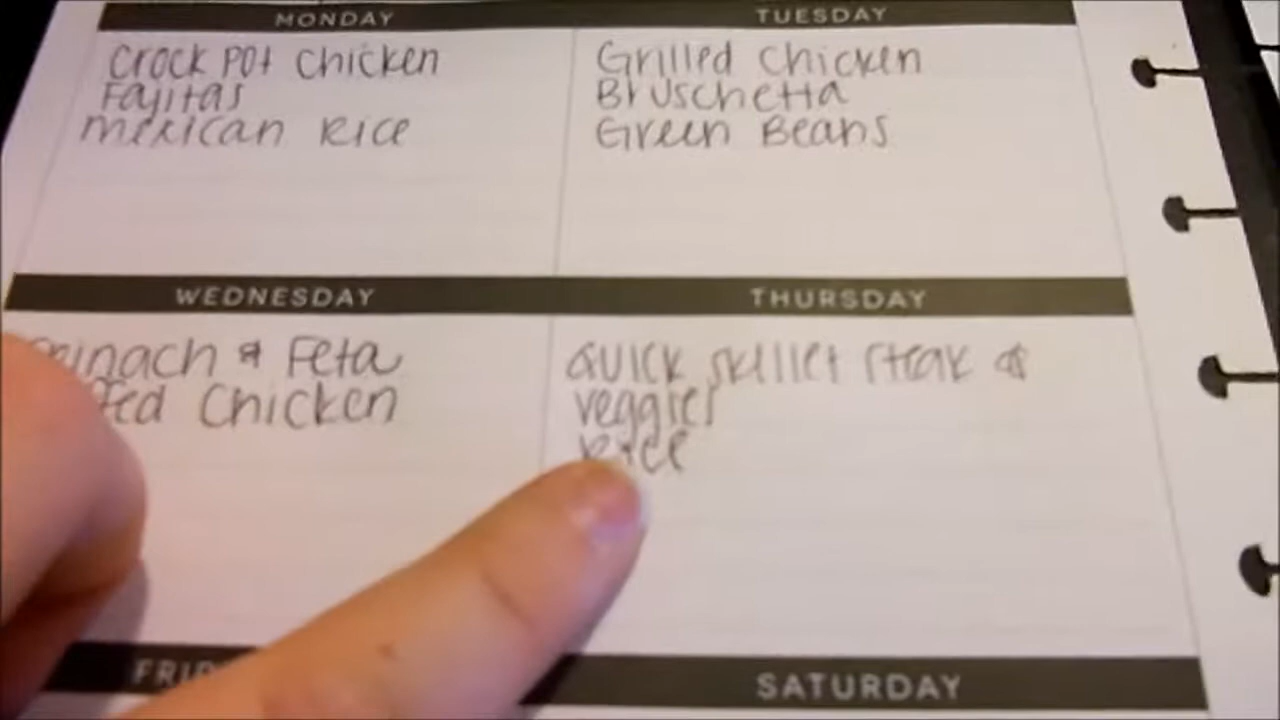 MONDAY
Crock Pot Chicken
Fajitas
Mexican Rice
TUESDAY
Grilled Chicken
Bruschetta
Green Beans
WEDNESDAY
& Feta
Chicken
THURSDAY
Quick Skillet Steak &
veggies
Rice
SATURDAY